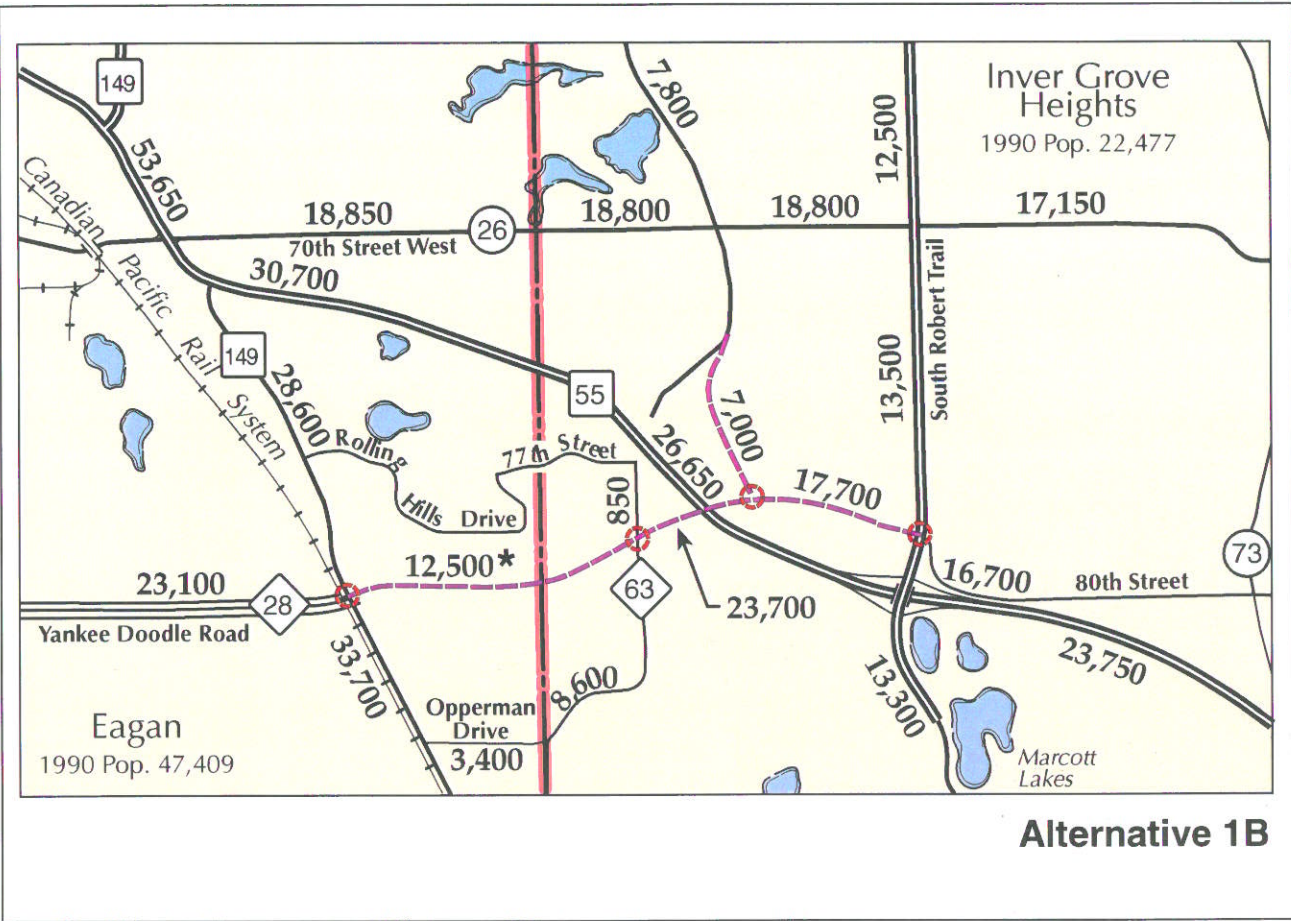 149
7,800
12,500
Inver Grove
Heights
1990 Pop. 22,477
53,650
Canadian
Pacific
Rail
System
18,850
26
18,800
18,800
17,150
70th Street West
30,700
South Robert Trail
149
28,600
55
13,500
7,000
Rolling
Hills Drive
77th Street
26,650
850
17,700
12,500*
23,100
28
63
23,700
16,700
80th Street
73
Yankee Doodle Road
33,700
23,750
13,300
8,600
Eagan
1990 Pop. 47,409
Opperman
Drive
3,400
Marcott
Lakes
Alternative 1B